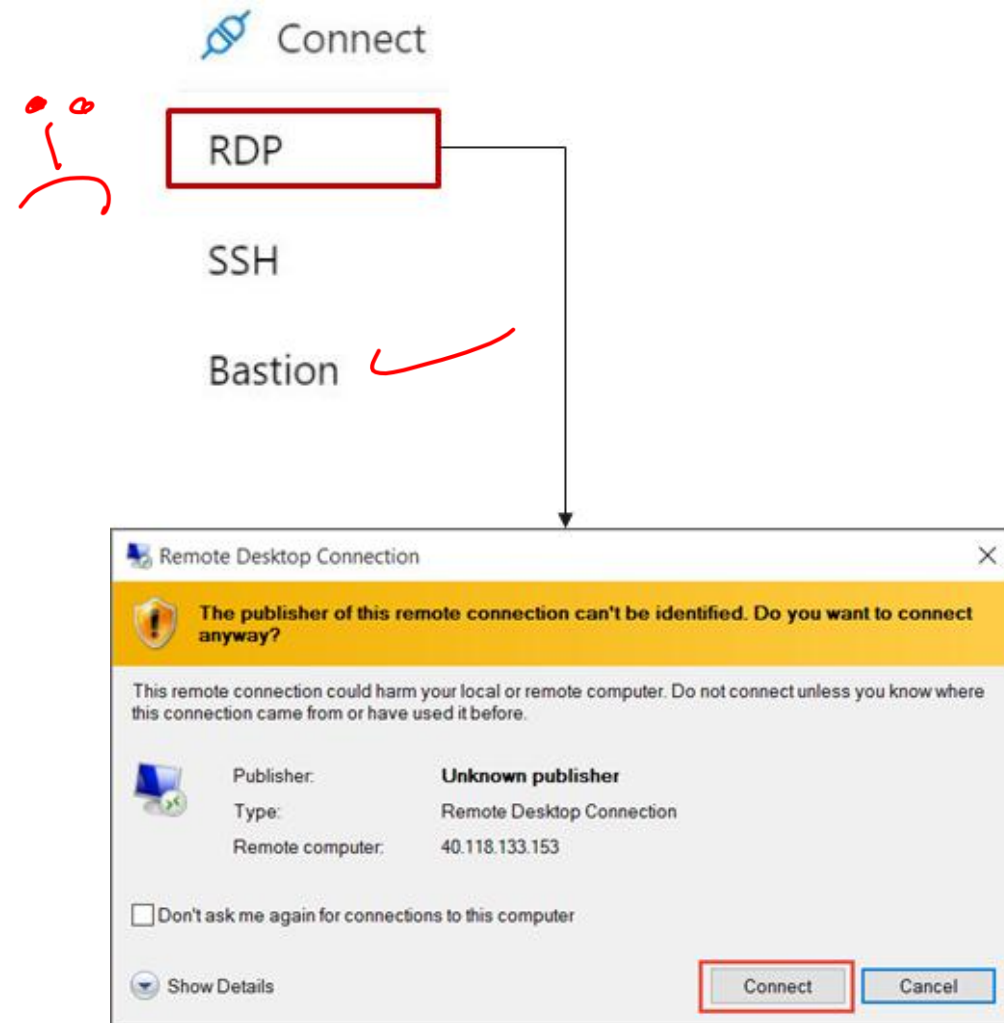 Connect
RDP
SSH
Bastion
Remote Desktop Connection
The publisher of this remote connection can't be identified. Do you want to connect
anyway?
This remote connection could harm your local or remote computer. Do not connect unless you know where
this connection came from or have used it before.
Publisher: Unknown publisher
Type: Remote Desktop Connection
Remote computer: 40.118.133.153
Don't ask me again for connections to this computer
Show Details Connect Cancel